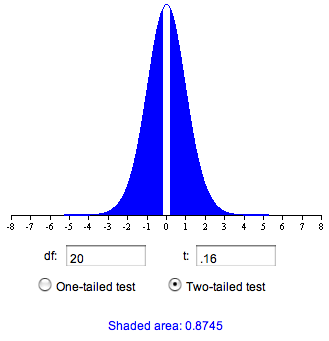 -8 -7 -6 -5 -4 -3 -2 -1 0 1 2 3 4 5 6 7 8
df: 20 t: .16
One-tailed test Two-tailed test
Shaded area: 0.8745